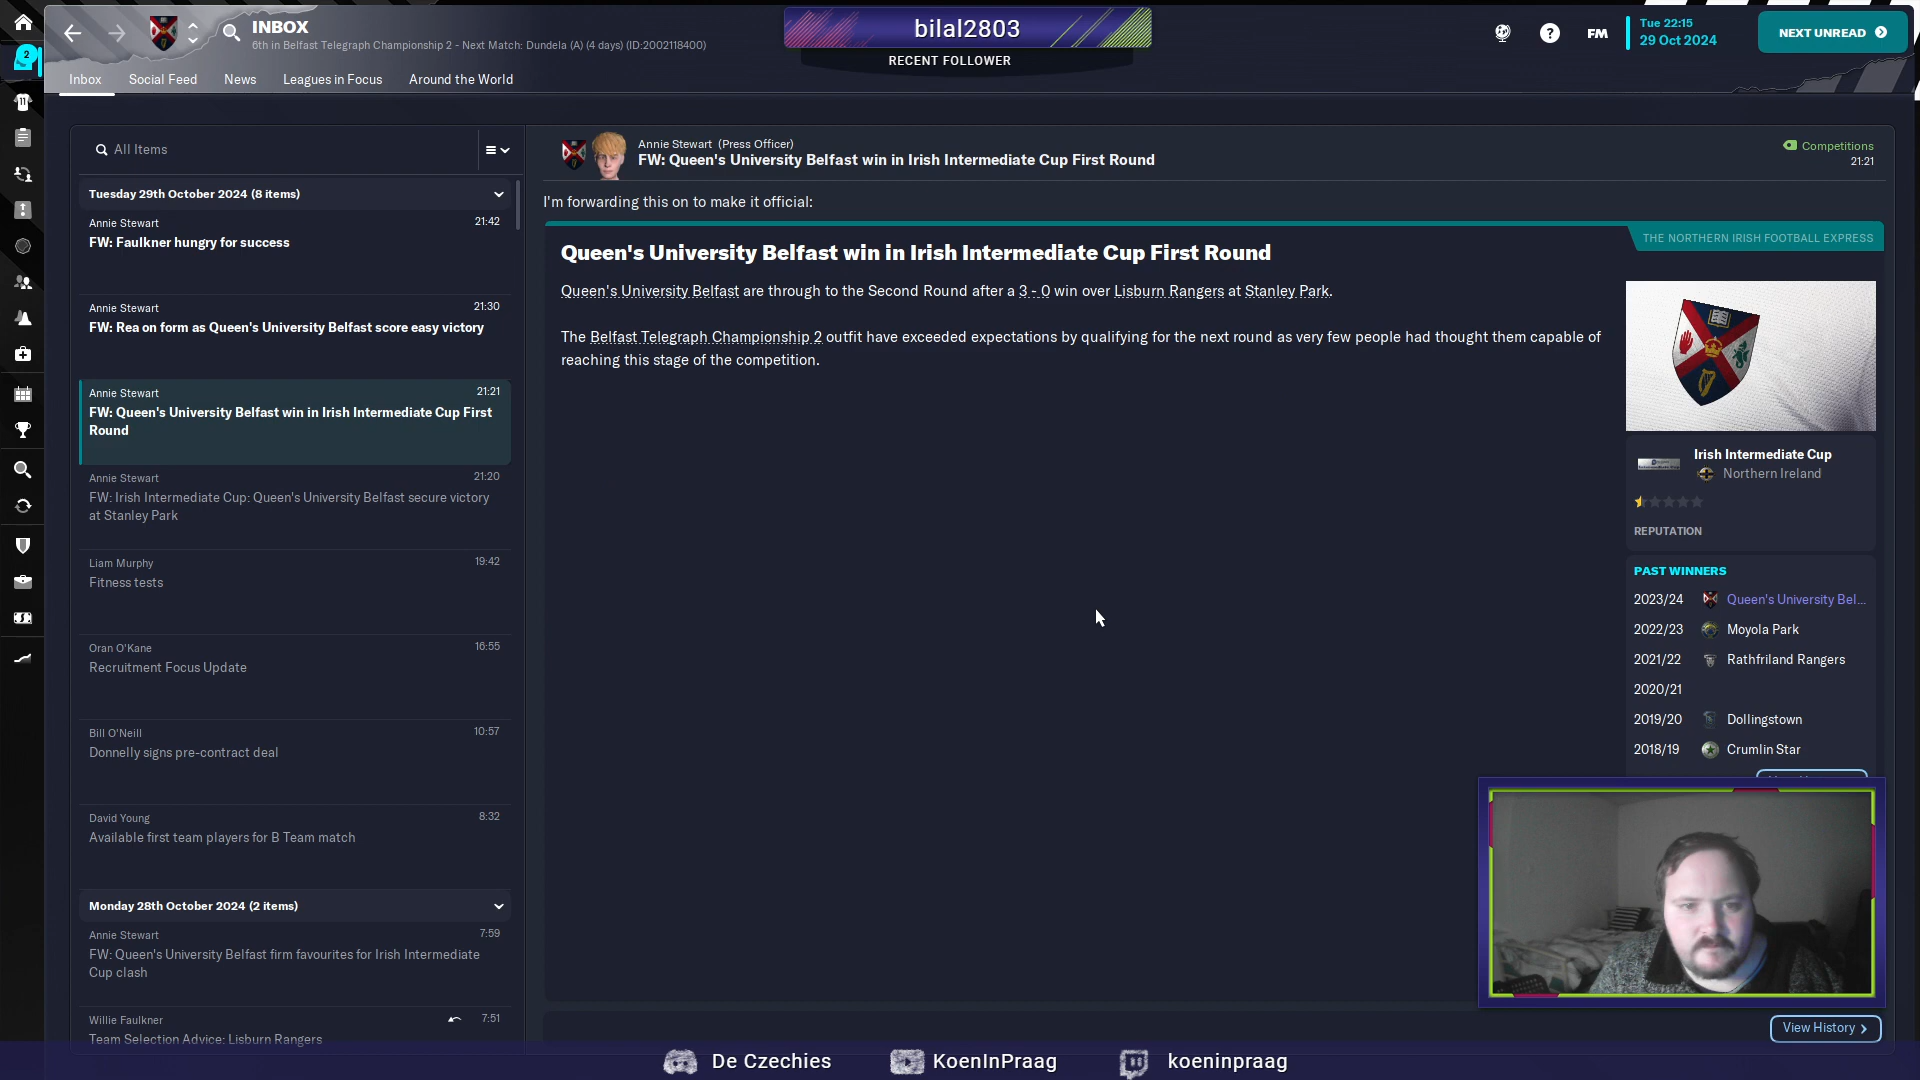 INBOX
6th in Belfast Telegraph Championship 2 - Next Match: Dundela (A) (4 days) (ID:2002118400)
bilal2803
RECENT FOLLOWER
FM
Tue 22:15
29 Oct 2024
NEXT UNREAD
2
11
Inbox
Social Feed
News
Leagues in Focus
Around the World
All Items
Tuesday 29th October 2024 (8 items)
Annie Stewart
21:42
FW: Faulkner hungry for success
Annie Stewart
21:30
FW: Rea on form as Queen's University Belfast score easy victory
Annie Stewart
21:21
FW: Queen's University Belfast win in Irish Intermediate Cup First
Round
Annie Stewart
21:20
FW: Irish Intermediate Cup: Queen's University Belfast secure victory
at Stanley Park
Liam Murphy
19:42
Fitness tests
Oran O'Kane
16:55
Recruitment Focus Update
Bill O'Neill
10:57
Donnelly signs pre-contract deal
David Young
8:32
Available first team players for B Team match
Monday 28th October 2024 (2 items)
Annie Stewart
7:59
FW: Queen's University Belfast firm favourites for Irish Intermediate
Cup clash
Willie Faulkner
7:51
Team Selection Advice: Lisburn Rangers
Annie Stewart (Press Officer)
FW: Queen's University Belfast win in Irish Intermediate Cup First Round
Competitions
21:21
I'm forwarding this on to make it official:
THE NORTHERN IRISH FOOTBALL EXPRESS
Queen's University Belfast win in Irish Intermediate Cup First Round
Queen's University Belfast are through to the Second Round after a 3 - 0 win over Lisburn Rangers at Stanley Park.
The Belfast Telegraph Championship 2 outfit have exceeded expectations by qualifying for the next round as very few people had thought them capable of
reaching this stage of the competition.
Irish Intermediate Cup
Northern Ireland
REPUTATION
PAST WINNERS
2023/24 Queen's University Bel...
2022/23 Moyola Park
2021/22 Rathfriland Rangers
2020/21
2019/20 Dollingstown
2018/19 Crumlin Star
View History
De Czechies
KoenInPraag
koeninpraag